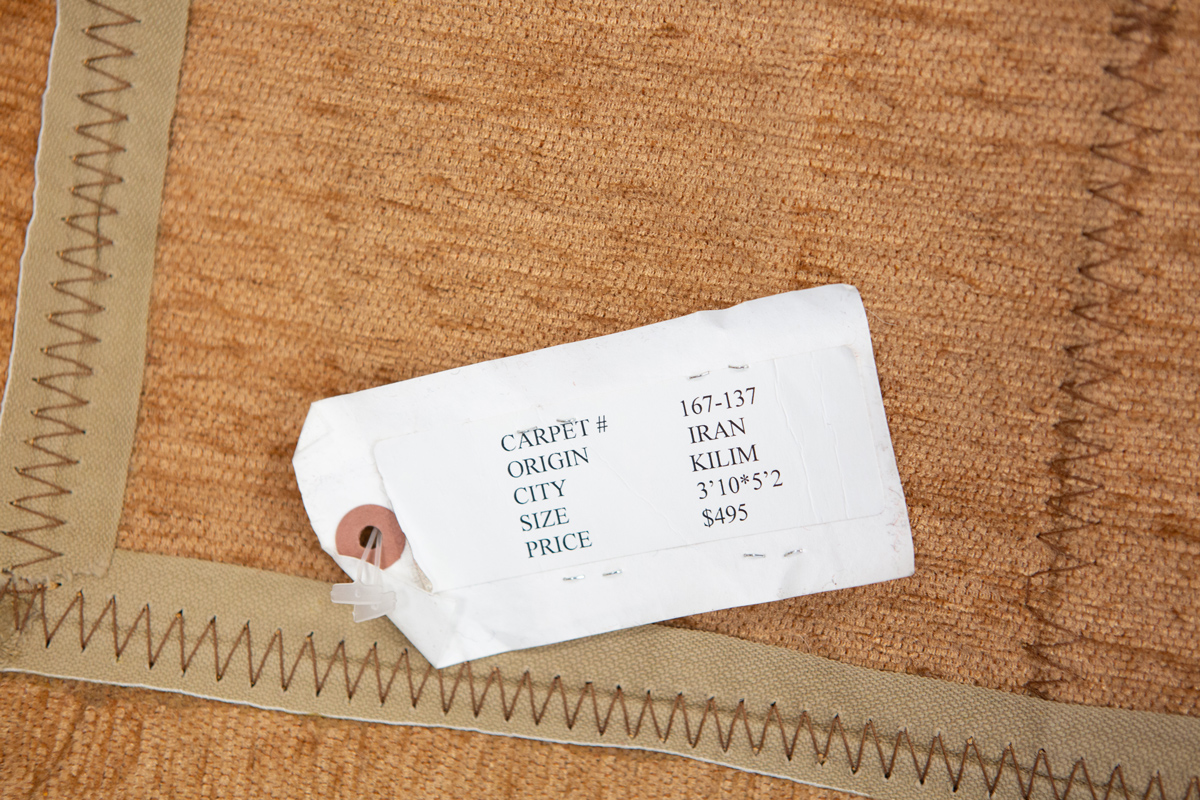 CARPET # 167-137
ORIGIN IRAN
CITY KILIM
SIZE 3'10*5'2
PRICE $495